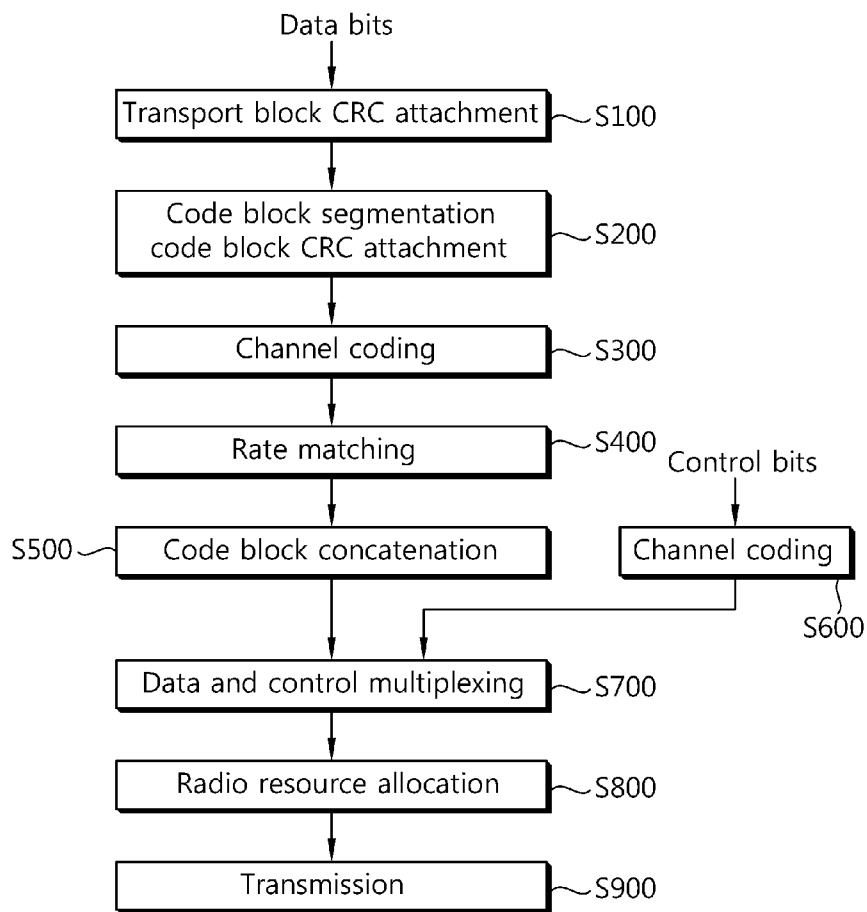 Data bits
Transport block CRC attachment
S100
Code block segmentation
code block CRC attachment
S200
Channel coding
S300
Rate matching
S400
Control bits
S500
Code block concatenation
Channel coding
S600
Data and control multiplexing
S700
Radio resource allocation
S800
Transmission
S900